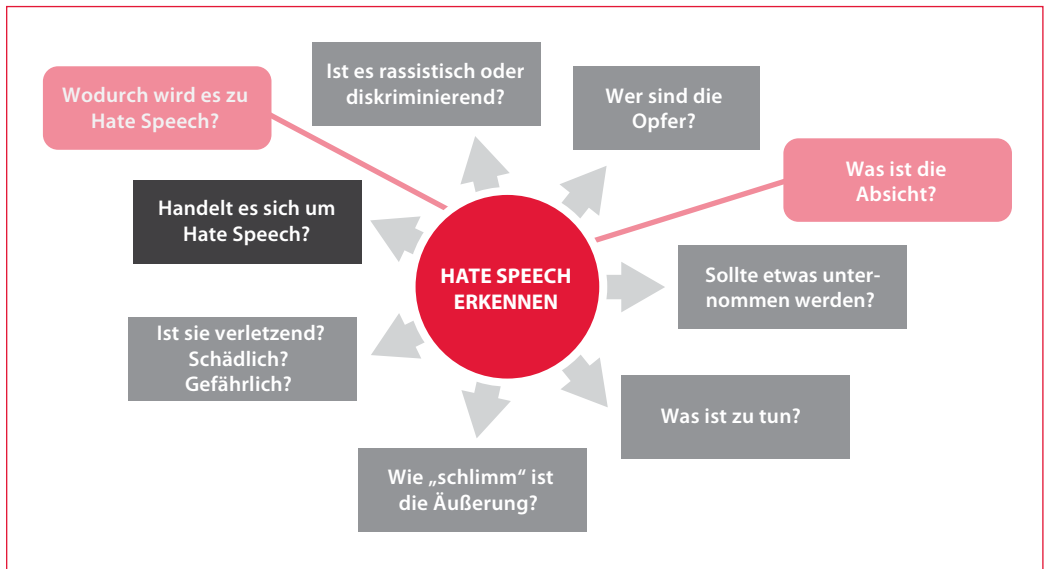 Ist es rassistisch oder
diskriminierend?
Wodurch wird es zu
Hate Speech?
Wer sind die
Opfer?
Was ist die
Absicht?
Handelt es sich um
Hate Speech?
HATE SPEECH
ERKENNEN
Sollte etwas unter-
nommen werden?
Ist sie verletzend?
Schädlich?
Gefährlich?
Was ist zu tun?
Wie „schlimm“ ist
die Äußerung?